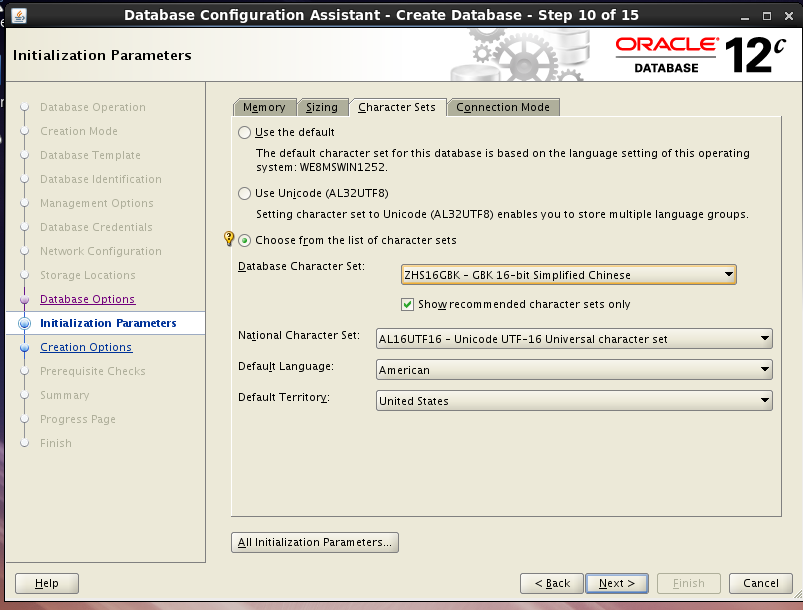 Database Configuration Assistant - Create Database - Step 10 of 15
Initialization Parameters
ORACLE®
DATABASE
12c
Database Operation
Creation Mode
Database Template
Database Identification
Management Options
Database Credentials
Network Configuration
Storage Locations
Database Options
Initialization Parameters
Creation Options
Prerequisite Checks
Summary
Progress Page
Finish
Memory
Sizing
Character Sets
Connection Mode
Use the default
The default character set for this database is based on the language setting of this operating
system: WE8MSWIN1252.
Use Unicode (AL32UTF8)
Setting character set to Unicode (AL32UTF8) enables you to store multiple language groups.
Choose from the list of character sets
Database Character Set:
ZHS16GBK - GBK 16-bit Simplified Chinese
Show recommended character sets only
National Character Set:
AL16UTF16 - Unicode UTF-16 Universal character set
Default Language:
American
Default Territory:
United States
All Initialization Parameters...
Help
< Back
Next >
Finish
Cancel